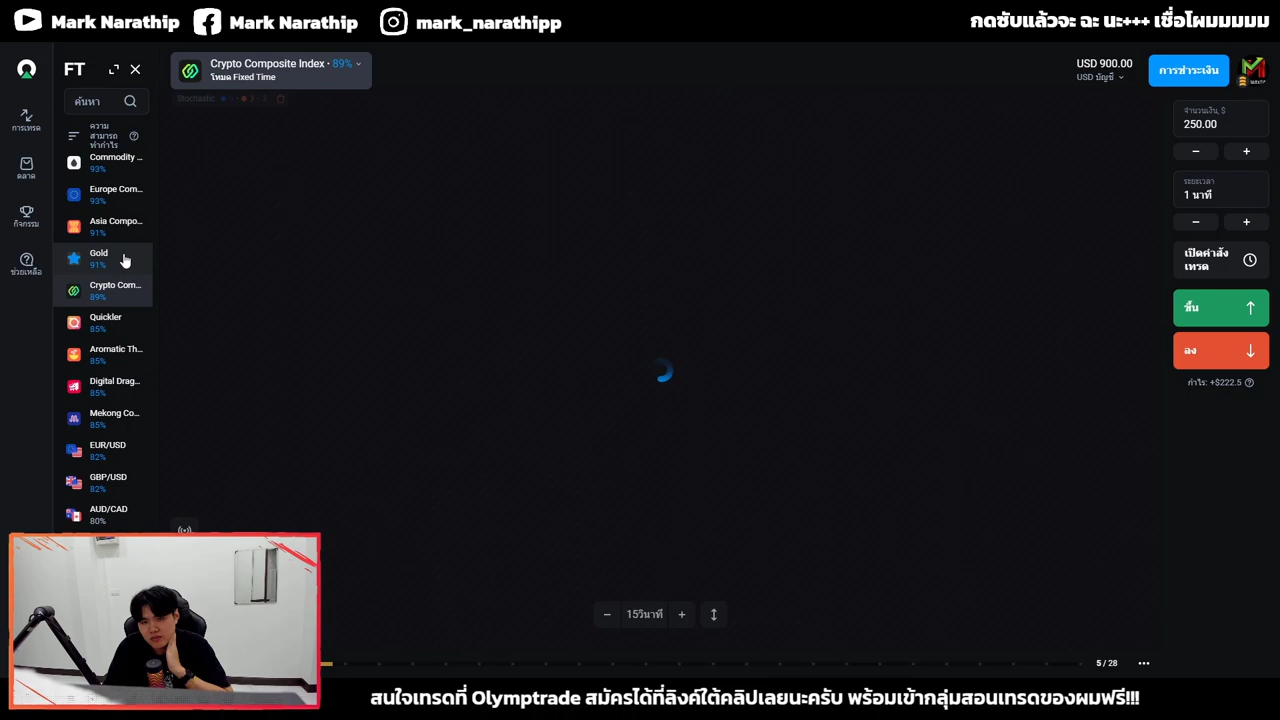 Mark Narathip
Mark Narathip
mark_narathipp
กดซับแล้วจะ ฉะ นะ+++ เชื่อโผมมมมม
FT
Crypto Composite Index · 89%
โหมด Fixed Time
USD 900.00
USD บัญชี
การชำระเงิน
ค้นหา
การเทรด
ตลาด
กิจกรรม
ช่วยเหลือ
Stochastic
ความ
สามารถ
ทำกำไร
Commodity ...
93%
Europe Com...
93%
Asia Compo...
91%
Gold
91%
Crypto Com...
89%
Quickler
85%
Aromatic Th...
85%
Digital Drag...
85%
Mekong Co...
85%
EUR/USD
82%
GBP/USD
82%
AUD/CAD
80%
จำนวนเงิน, $
250.00
ระยะเวลา
1 นาที
เปิดคำสั่ง
เทรด
ขึ้น
ลง
กำไร: +$222.5
15วินาที
5 / 28
สนใจเทรดที่ Olymptrade สมัครได้ที่ลิงค์ใต้คลิปเลยนะครับ พร้อมเข้ากลุ่มสอนเทรดของผมฟรี!!!